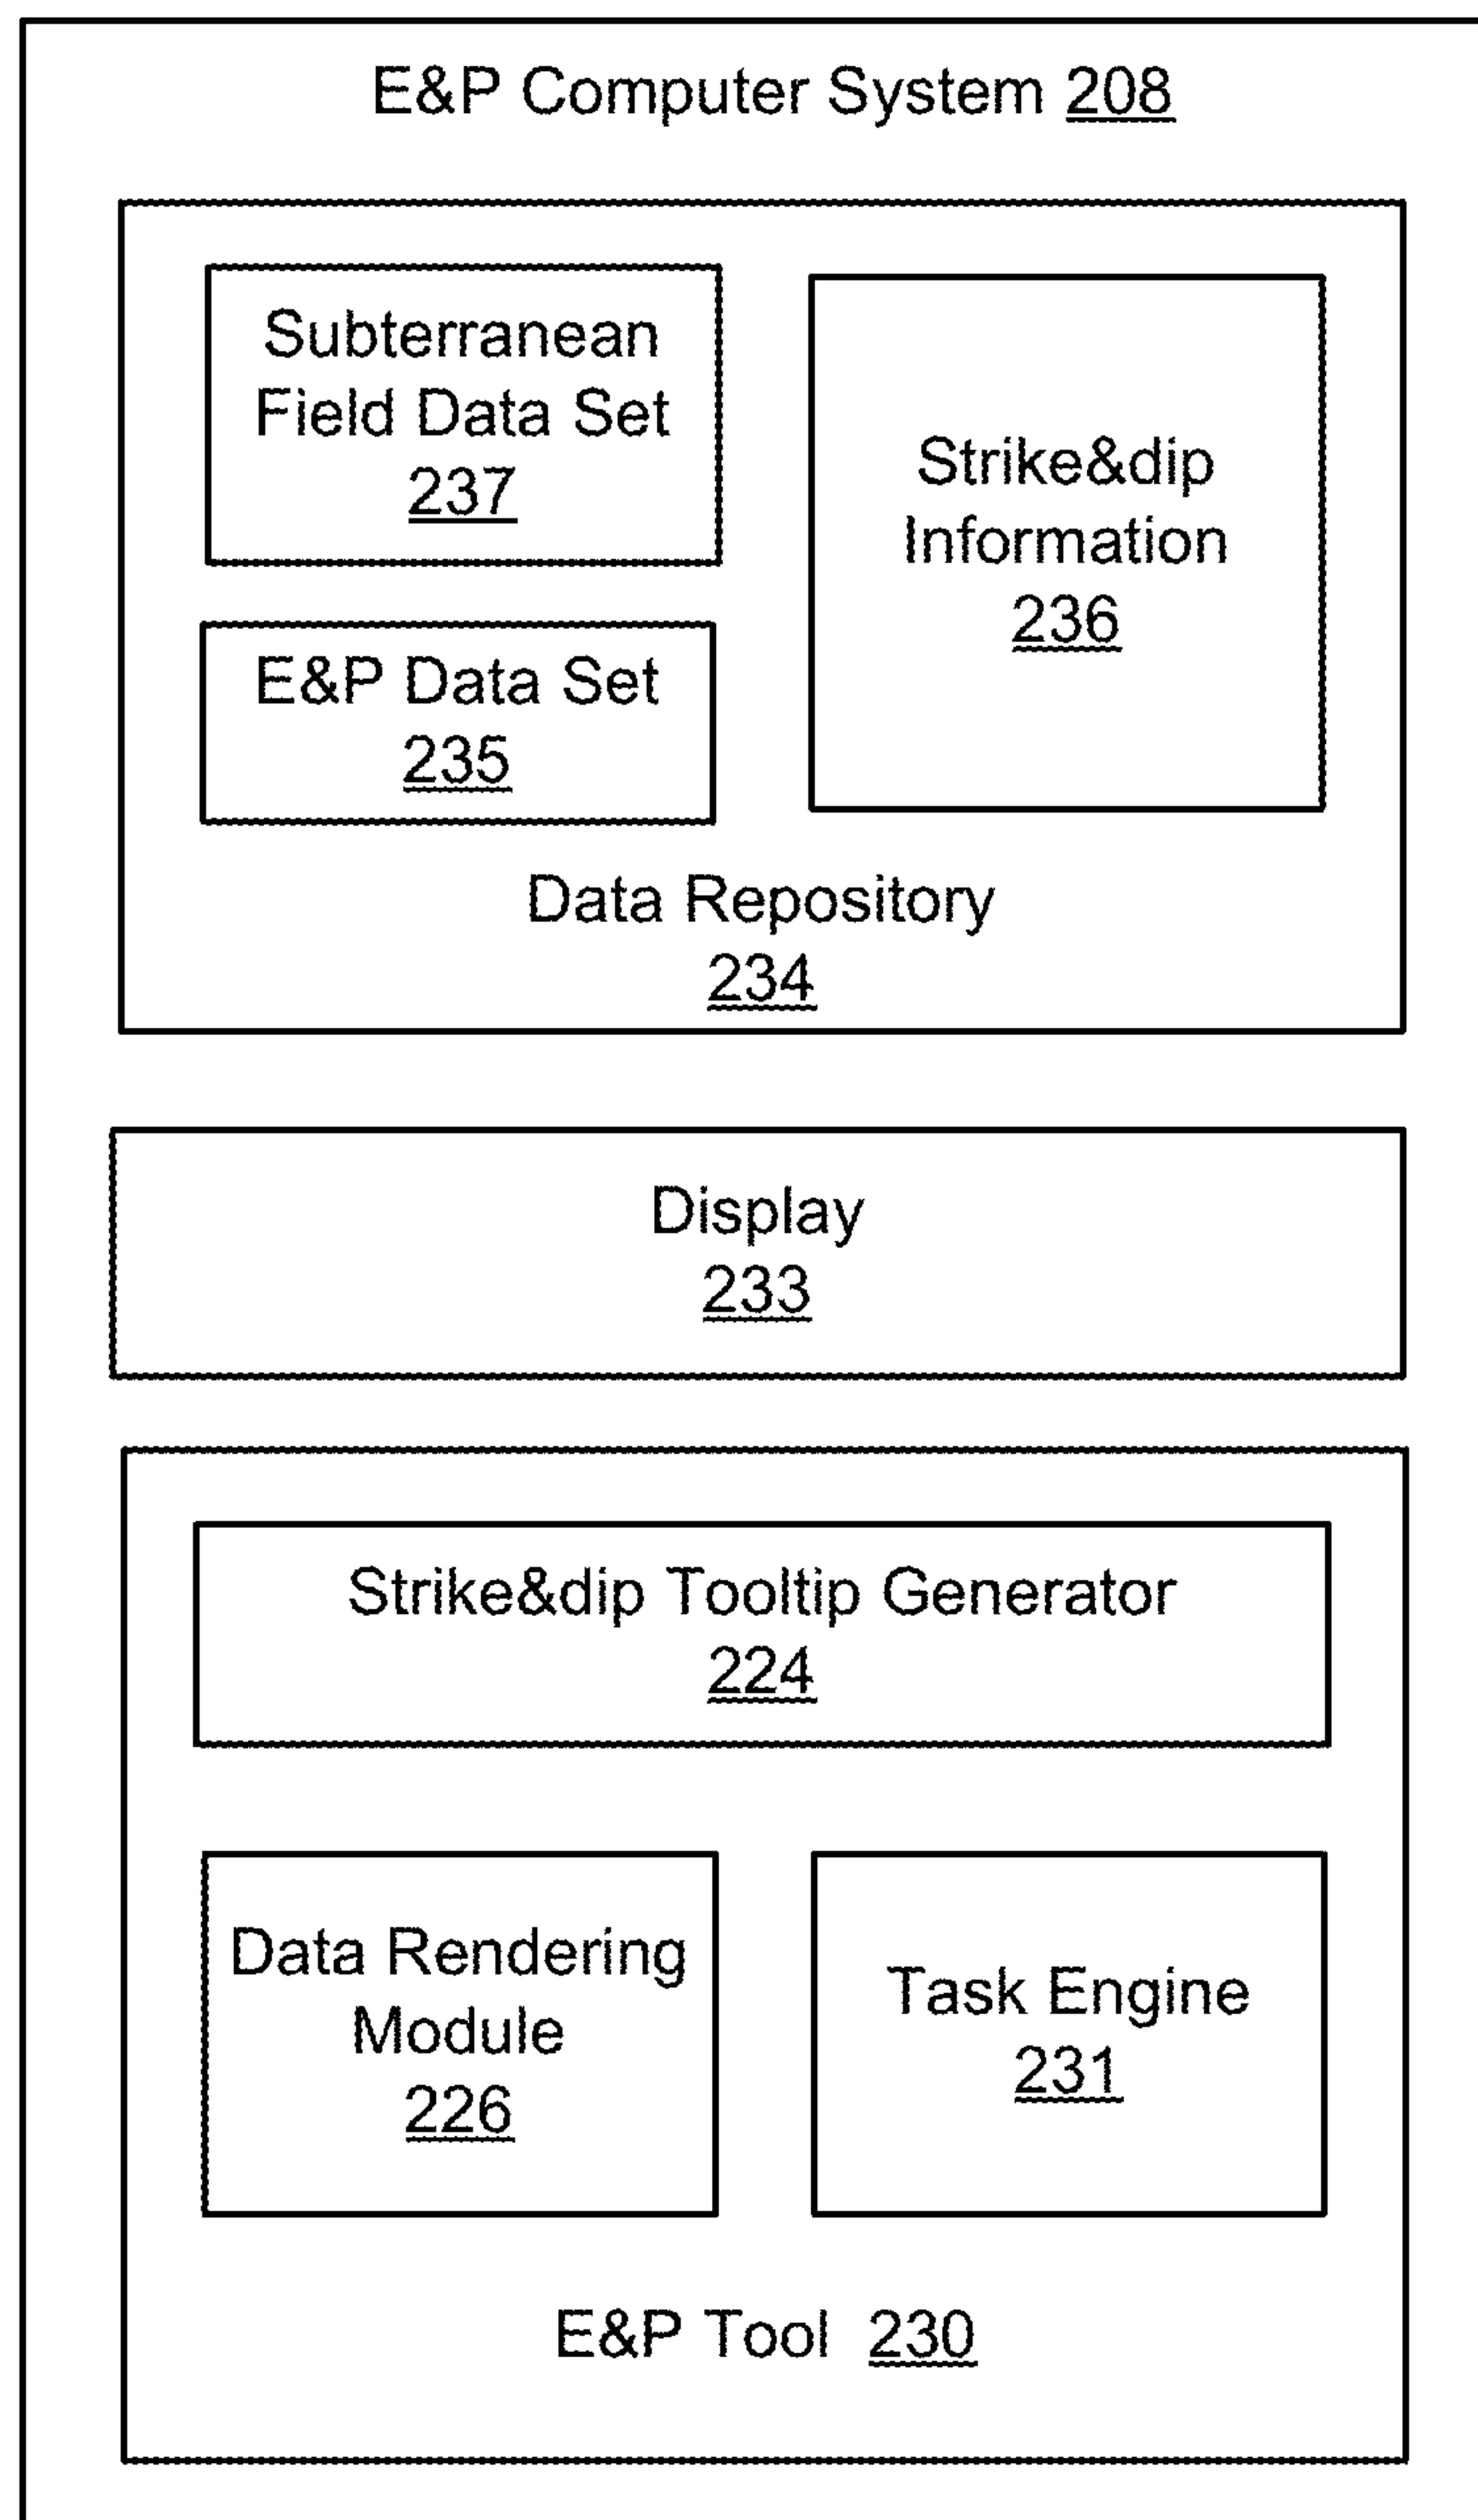 E&P Computer System 208
Subterranean
Field Data Set
237
Strike&dip
Information
236
E&P Data Set
235
Data Repository
234
Display
233
Strike&dip Tooltip Generator
224
Data Rendering
Module
226
Task Engine
231
E&P Tool 230